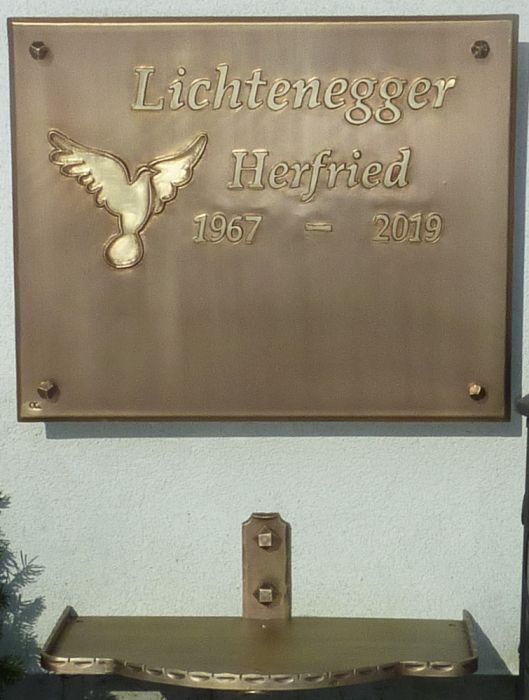 Lichtenegger
Herfried
1967 – 2019